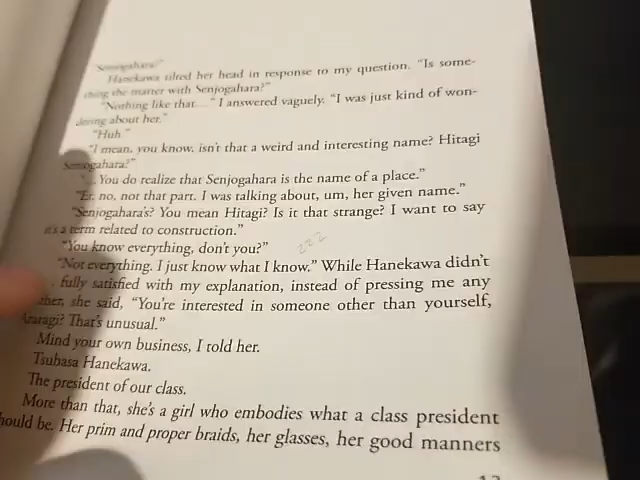 "Senjogahara?"
Hanekawa tilted her head in response to my question. "Is some-
thing the matter with Senjogahara?"
"Nothing like that...." I answered vaguely. "I was just kind of won-
dering about her."
"Huh."
"I mean, you know, isn't that a weird and interesting name? Hitagi
Senjogahara?"
"...You do realize that Senjogahara is the name of a place."
"Er, no, not that part. I was talking about, um, her given name."
"Senjogahara's? You mean Hitagi? Is it that strange? I want to say
it's a term related to construction."
"You know everything, don't you?"
"Not everything. I just know what I know." While Hanekawa didn't
fully satisfied with my explanation, instead of pressing me any
ther, she said, "You're interested in someone other than yourself,
Araragi? That's unusual."
Mind your own business, I told her.
Tsubasa Hanekawa.
The president of our class.
More than that, she's a girl who embodies what a class president
hould be. Her prim and proper braids, her glasses, her good manners